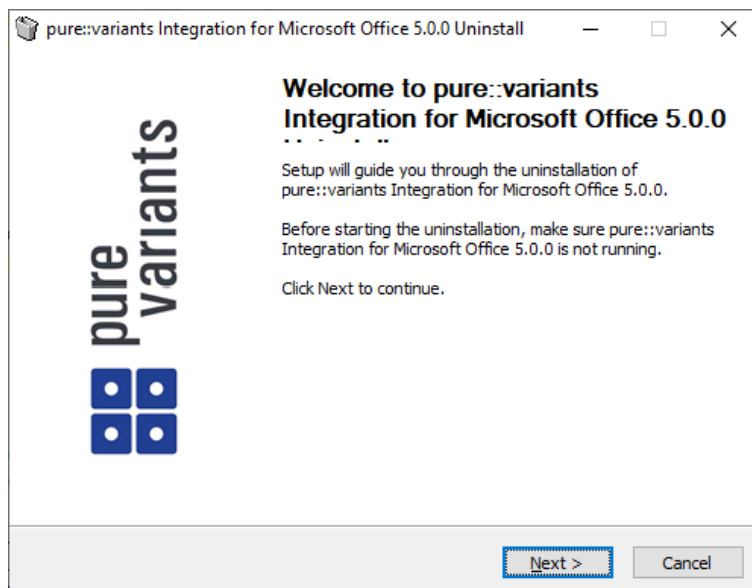 pure::variants Integration for Microsoft Office 5.0.0 Uninstall
Welcome to pure::variants
Integration for Microsoft Office 5.0.0
Setup will guide you through the uninstallation of
pure::variants Integration for Microsoft Office 5.0.0.
Before starting the uninstallation, make sure pure::variants
Integration for Microsoft Office 5.0.0 is not running.
Click Next to continue.
pure
variants
Next >
Cancel